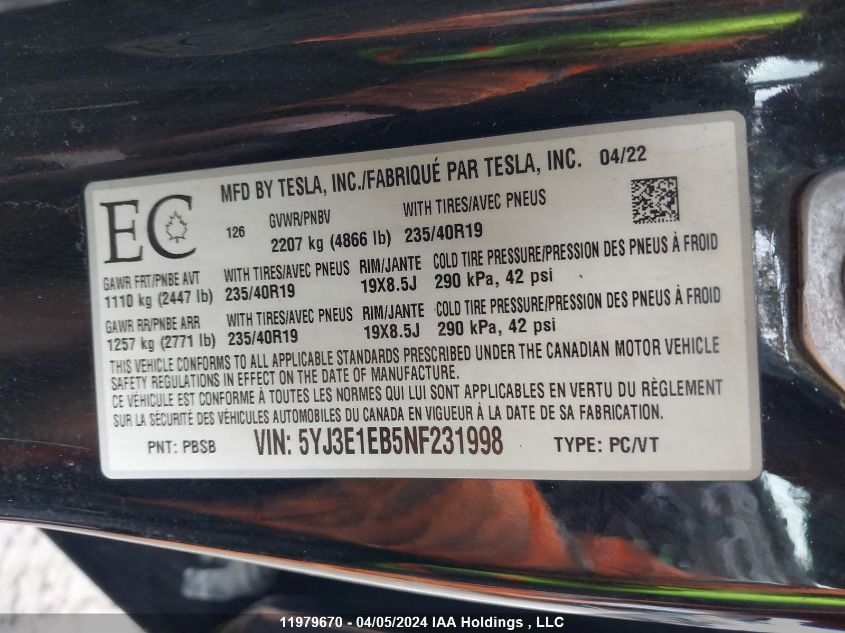 MFD BY TESLA, INC./FABRIQUÉ PAR TESLA, INC. 04/22
EC
126 GVWR/PNBV WITH TIRES/AVEC PNEUS
2207 kg (4866 lb) 235/40R19
GAWR FRT/PNBE AVT WITH TIRES/AVEC PNEUS RIM/JANTE COLD TIRE PRESSURE/PRESSION DES PNEUS À FROID
1110 kg (2447 lb) 235/40R19 19X8.5J 290 kPa, 42 psi
GAWR RR/PNBE ARR WITH TIRES/AVEC PNEUS RIM/JANTE COLD TIRE PRESSURE/PRESSION DES PNEUS À FROID
1257 kg (2771 lb) 235/40R19 19X8.5J 290 kPa, 42 psi
THIS VEHICLE CONFORMS TO ALL APPLICABLE STANDARDS PRESCRIBED UNDER THE CANADIAN MOTOR VEHICLE
SAFETY REGULATIONS IN EFFECT ON THE DATE OF MANUFACTURE.
CE VÉHICULE EST CONFORME À TOUTES LES NORMES QUI LUI SONT APPLICABLES EN VERTU DU RÈGLEMENT
SUR LA SÉCURITÉ DES VÉHICULES AUTOMOBILES DU CANADA EN VIGUEUR À LA DATE DE SA FABRICATION.
PNT: PBSB VIN: 5YJ3E1EB5NF231998 TYPE: PC/VT
11979670 - 04/05/2024 IAA Holdings , LLC